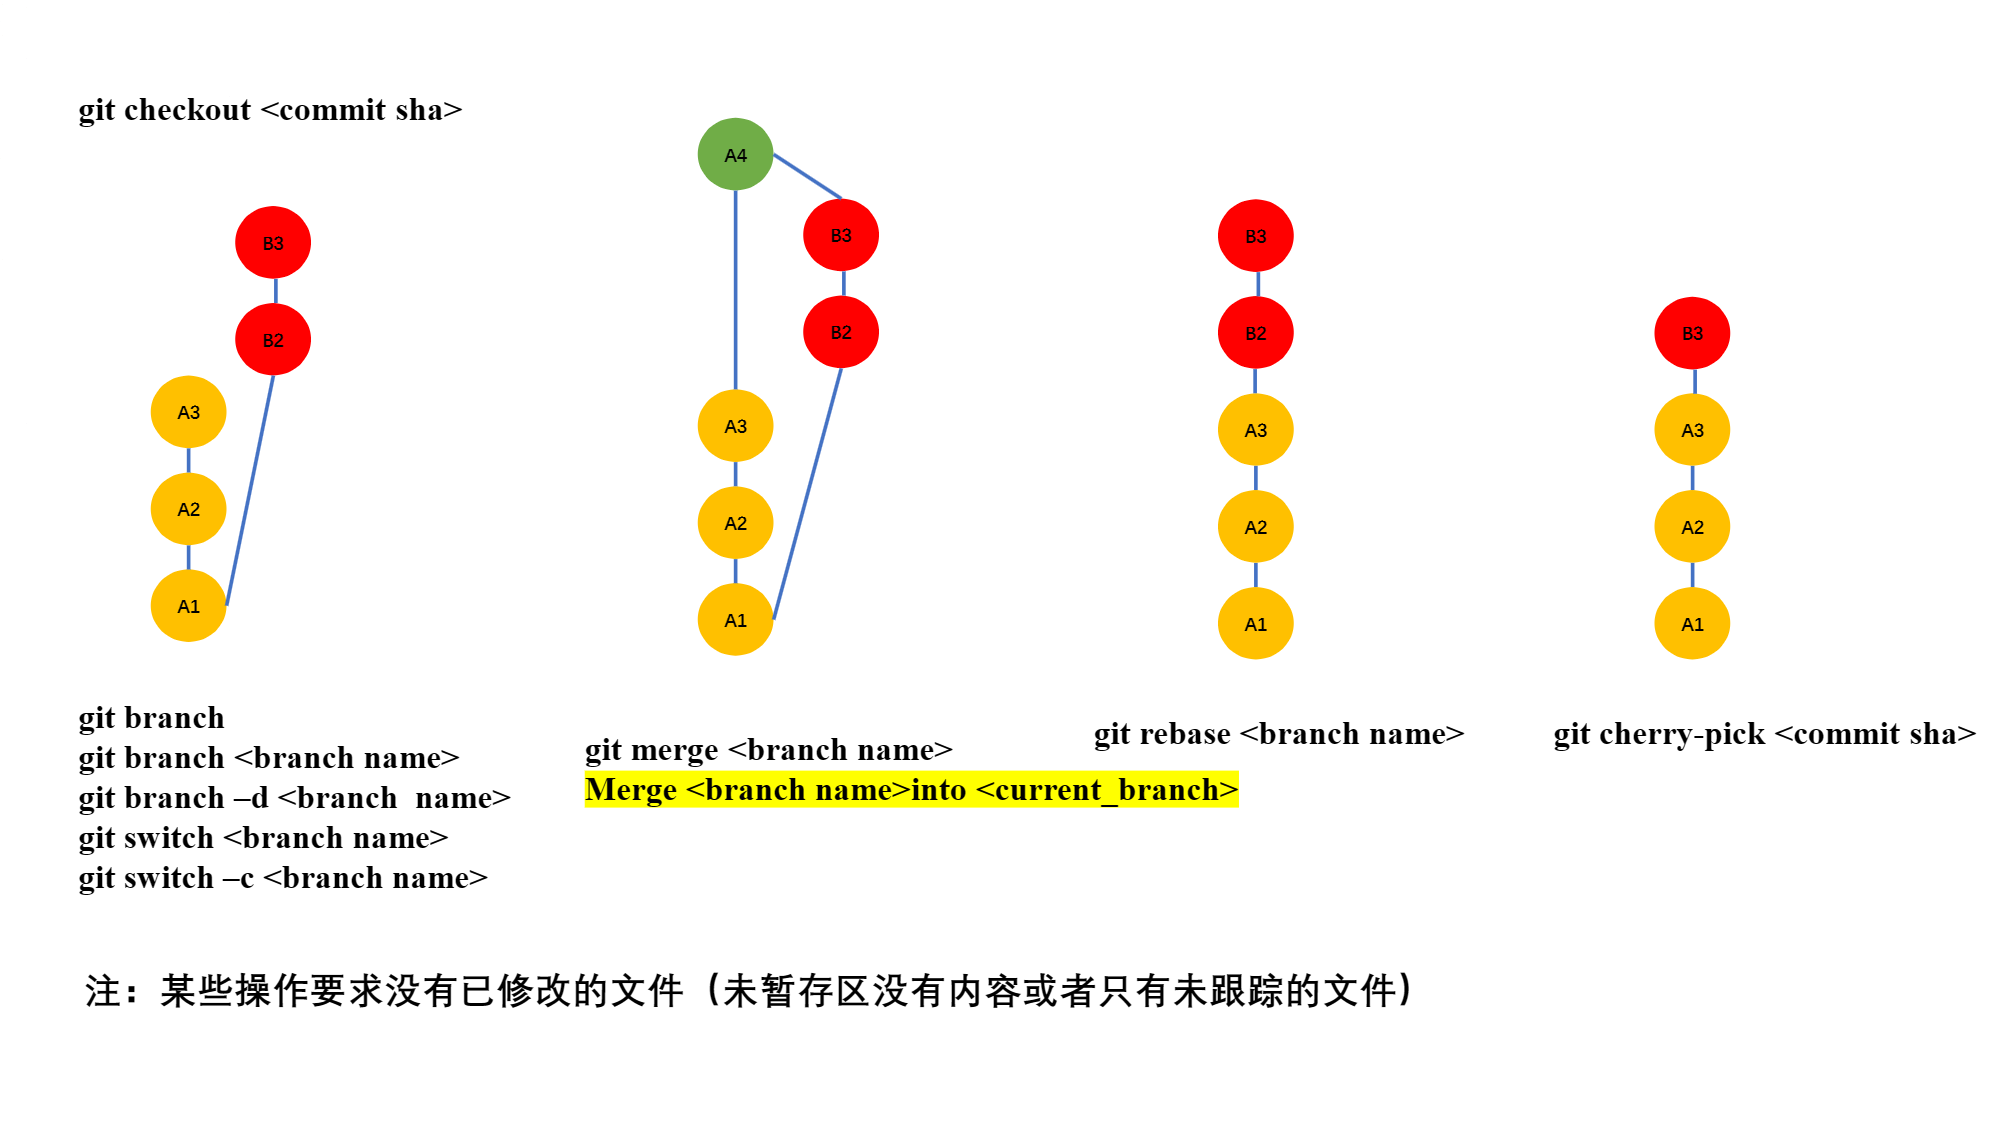 git checkout <commit sha>
B3
B2
A3
A2
A1
git branch
git branch <branch name>
git branch –d <branch  name>
git switch <branch name>
git switch –c <branch name>
A4
B3
B2
A3
A2
A1
git merge <branch name>
Merge <branch name>into <current_branch>
B3
B2
A3
A2
A1
git rebase <branch name>
B3
A3
A2
A1
git cherry-pick <commit sha>
注：某些操作要求没有已修改的文件（未暂存区没有内容或者只有未跟踪的文件）